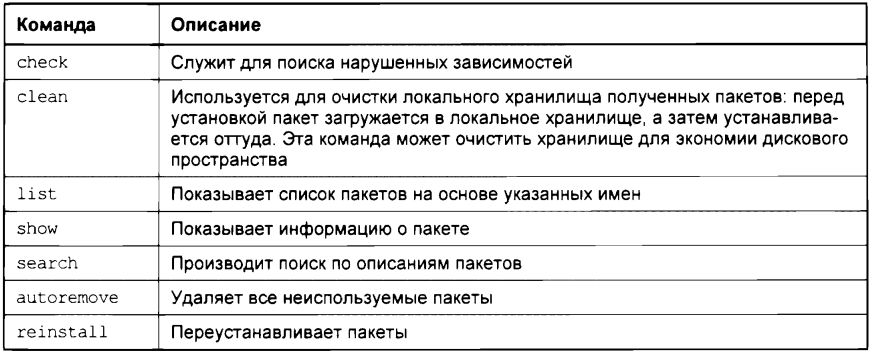 Команда Описание
check Служит для поиска нарушенных зависимостей
clean Используется для очистки локального хранилища полученных пакетов: перед
установкой пакет загружается в локальное хранилище, а затем устанавлива-
ется оттуда. Эта команда может очистить хранилище для экономии дискового
пространства
list Показывает список пакетов на основе указанных имен
show Показывает информацию о пакете
search Производит поиск по описаниям пакетов
autoremove Удаляет все неиспользуемые пакеты
reinstall Переустанавливает пакеты